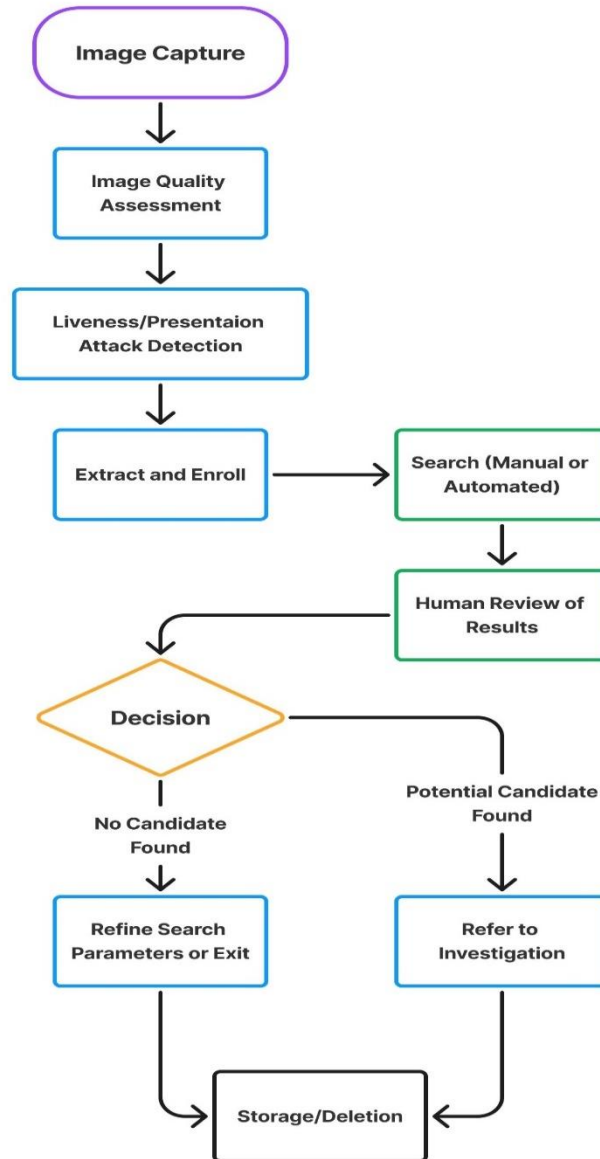 Image Capture
Image Quality
Assessment
Liveness/Presentaion
Attack Detection
Extract and Enroll
Search (Manual or
Automated)
Human Review of
Results
Decision
No Candidate
Found
Potential Candidate
Found
Refine Search
Parameters or Exit
Refer to
Investigation
Storage/Deletion